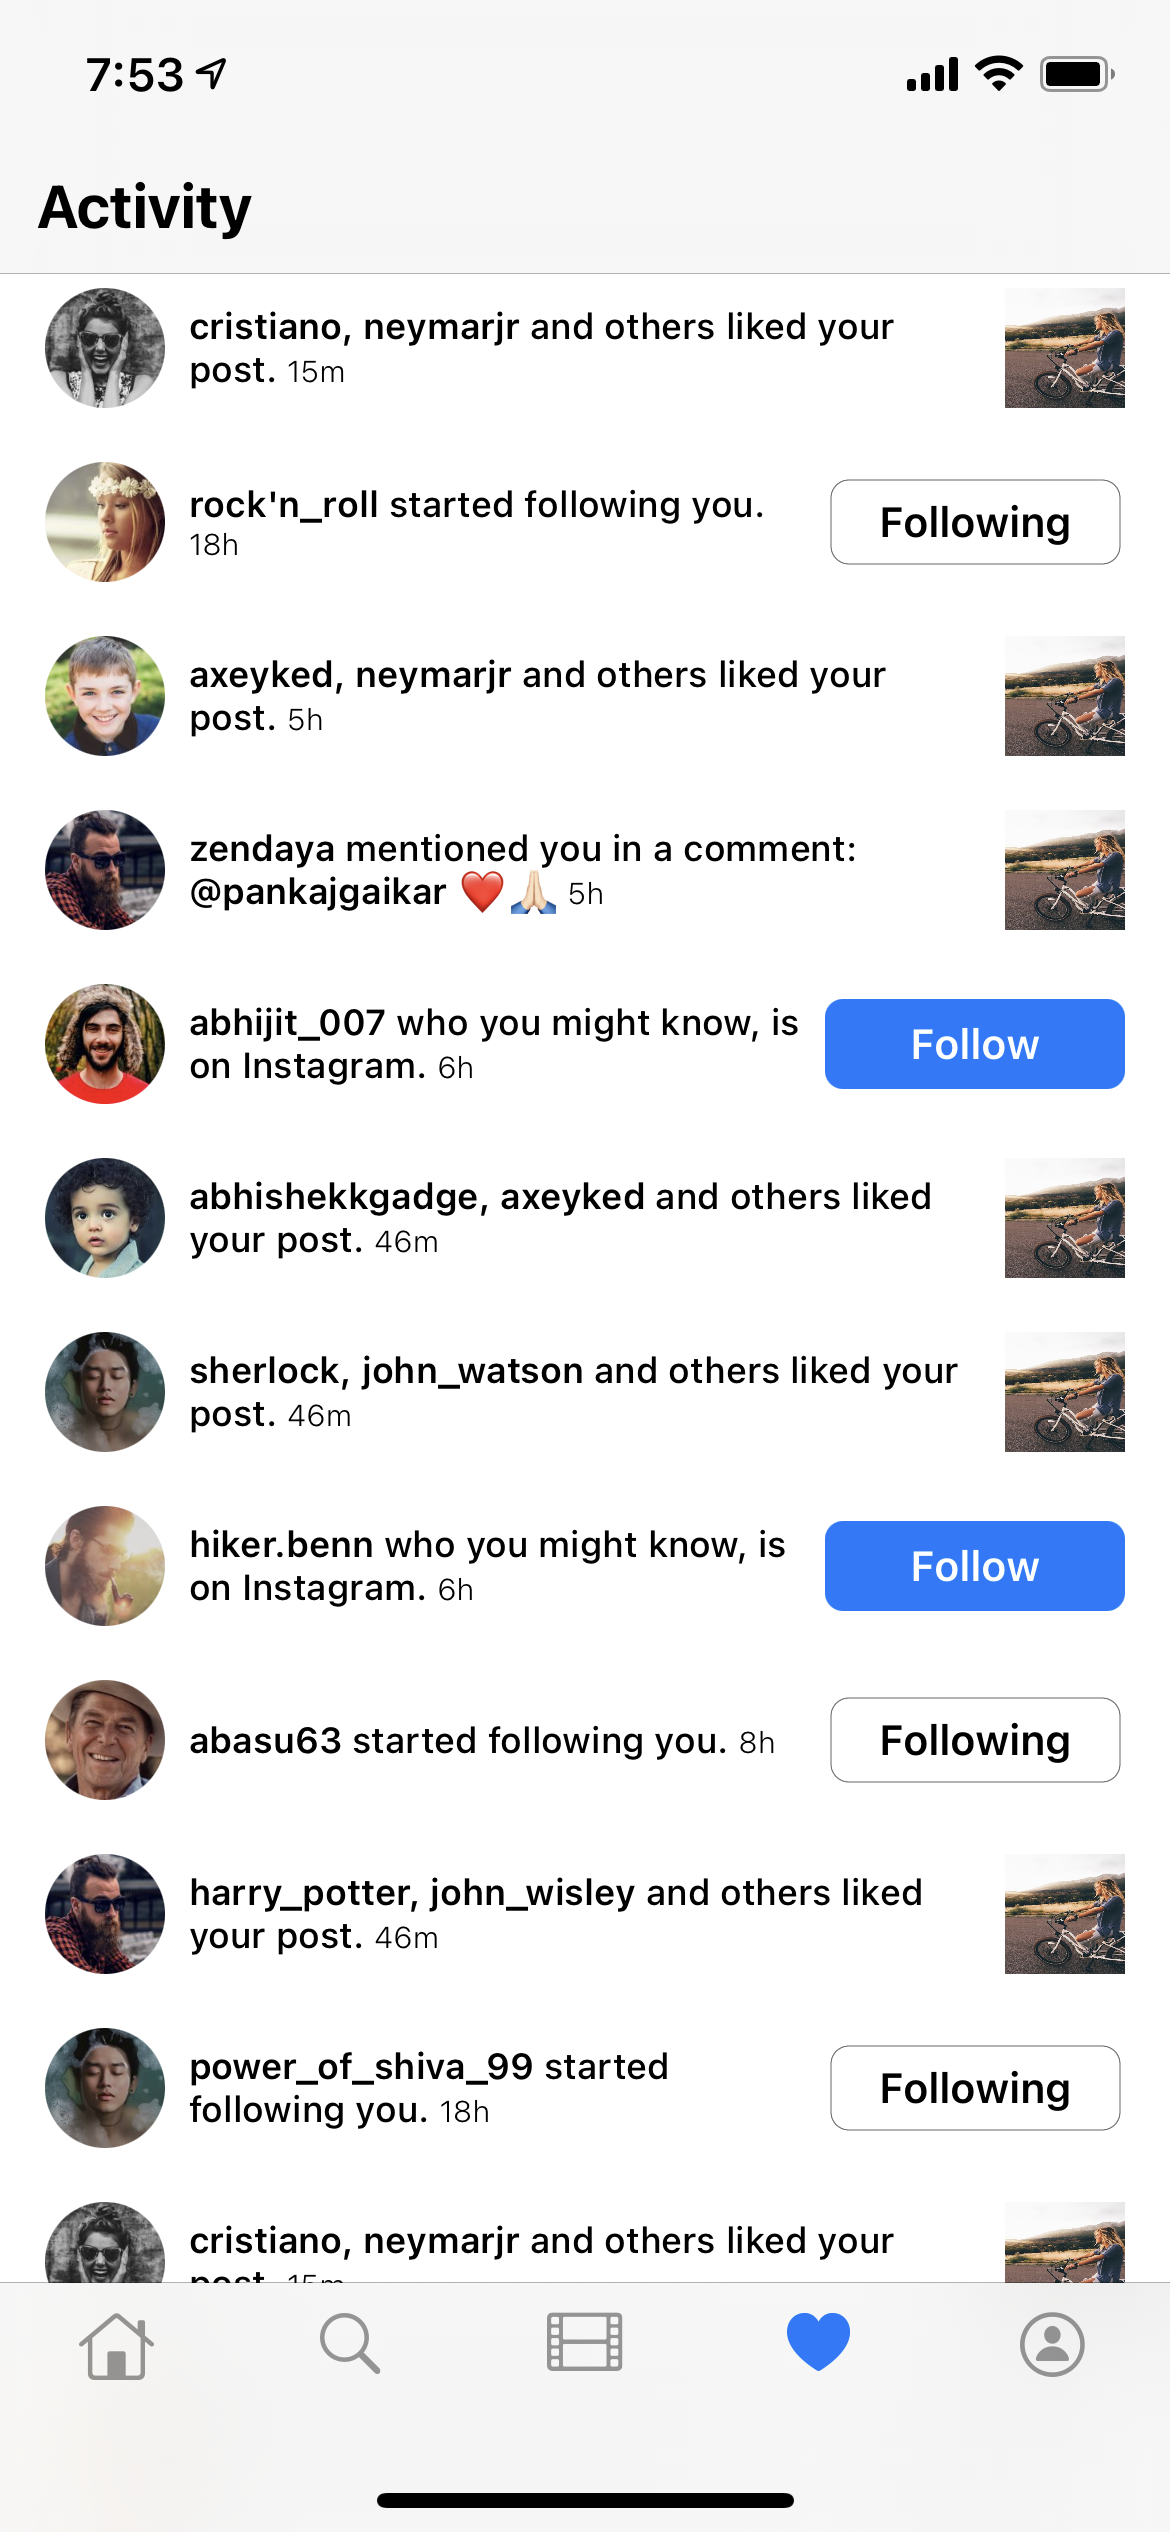 7:53
Activity
cristiano, neymarjr and others liked your
post. 15m
rock'n_roll started following you.
18h
Following
axeyked, neymarjr and others liked your
post. 5h
zendaya mentioned you in a comment:
@pankajgaikar ❤️🙏🏻 5h
abhijit_007 who you might know, is
on Instagram. 6h
Follow
abhishekkgadge, axeyked and others liked
your post. 46m
sherlock, john_watson and others liked your
post. 46m
hiker.benn who you might know, is
on Instagram. 6h
Follow
abasu63 started following you. 8h
Following
harry_potter, john_wisley and others liked
your post. 46m
power_of_shiva_99 started
following you. 18h
Following
cristiano, neymarjr and others liked your
post. 15m